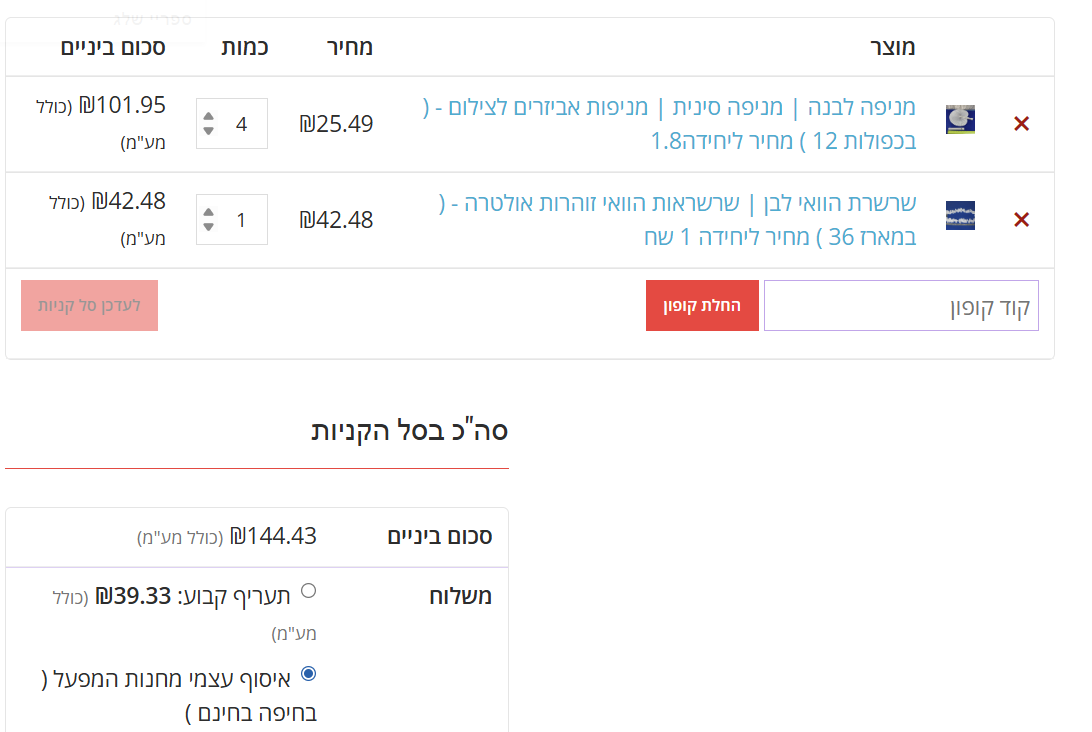 ספריי שלג
מוצר מחיר כמות סכום ביניים
מניפה לבנה | מניפה סינית | מניפות אביזרים לצילום - ( ₪25.49 4 ₪101.95 (כולל
בכפולות 12 ) מחיר ליחידה1.8 מע"מ)
שרשרת הוואי לבן | שרשראות הוואי זוהרות אולטרה - ( ₪42.48 1 ₪42.48 (כולל
במארז 36 ) מחיר ליחידה 1 שח מע"מ)
קוד קופון החלת קופון לעדכן סל קניות
סה"כ בסל הקניות
סכום ביניים ₪144.43 (כולל מע"מ)
משלוח תעריף קבוע: ₪39.33 (כולל
מע"מ)
איסוף עצמי מחנות המפעל (
בחיפה בחינם )